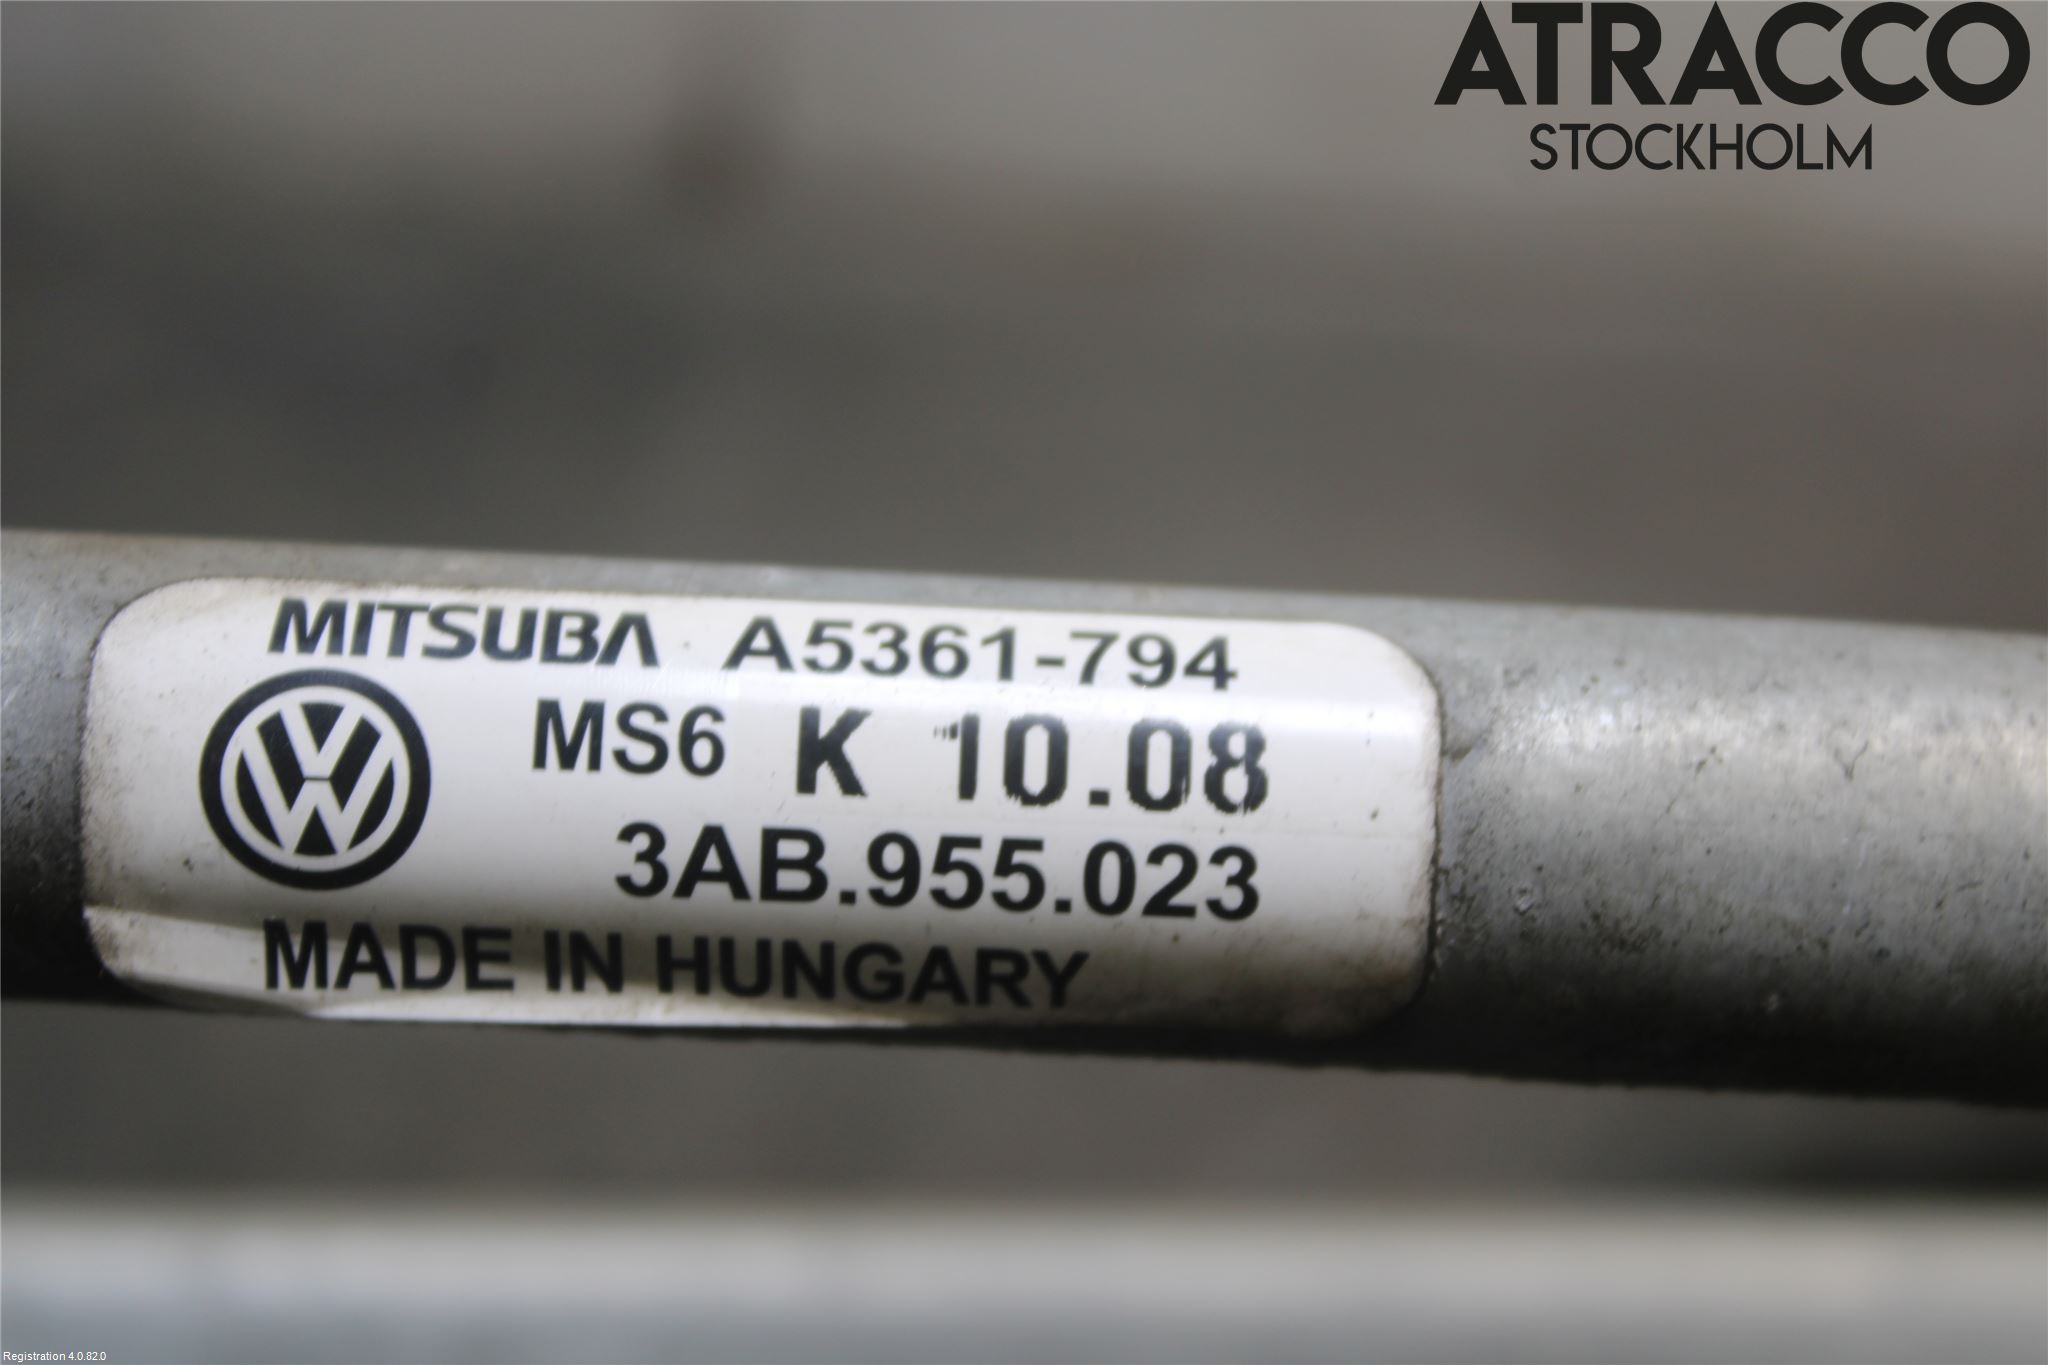 ATRACCO
STOCKHOLM
MITSUBA A5361-794
MS6 K 10.08
3AB.955.023
MADE IN HUNGARY
Registration 4.0.82.0